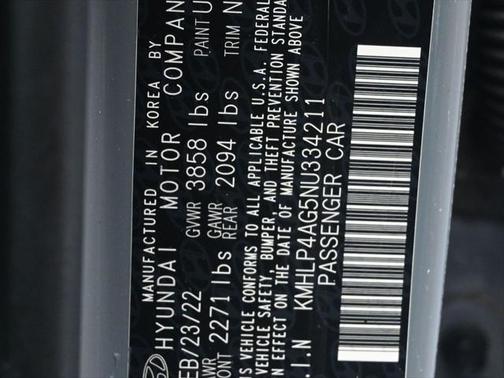 MANUFACTURED IN KOREA BY
HYUNDAI MOTOR COMPAN
EB/23/22 GVWR 3858 lbs PAINT
GAWR
ONT 2271 lbs REAR 2094 lbs TRIM N
IS VEHICLE CONFORMS TO ALL APPLICABLE U.S.A. FEDERAL
VEHICLE SAFETY, BUMPER, AND THEFT PREVENTION STANDA
N EFFECT ON THE DATE OF MANUFACTURE SHOWN ABOVE
.I.N KMHLP4AG5NU334211
PASSENGER CAR